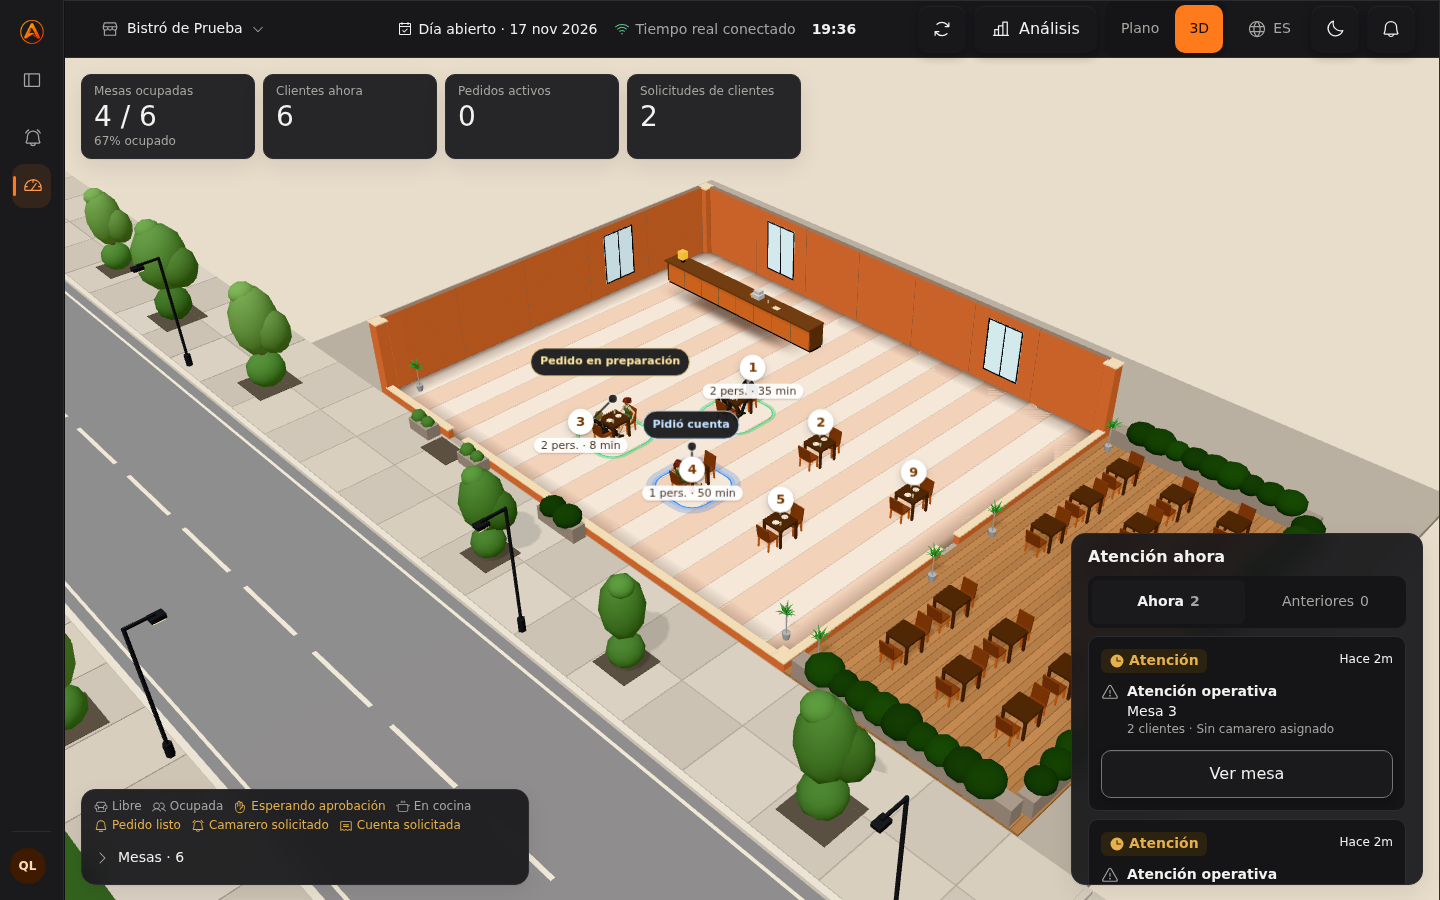 Bistró de Prueba
Día abierto · 17 nov 2026
Tiempo real conectado
19:36
Análisis
Plano
3D
ES
Mesas ocupadas
4 / 6
67% ocupado
Clientes ahora
6
Pedidos activos
0
Solicitudes de clientes
2
Pedido en preparación
1
2 pers. · 35 min
3
2 pers. · 8 min
Pidió cuenta
2
4
1 pers. · 50 min
9
5
Atención ahora
Ahora 2
Anteriores 0
Atención
Hace 2m
Atención operativa
Mesa 3
2 clientes · Sin camarero asignado
Ver mesa
Atención
Hace 2m
Atención operativa
Libre
Ocupada
Esperando aprobación
En cocina
Pedido listo
Camarero solicitado
Cuenta solicitada
Mesas · 6
QL